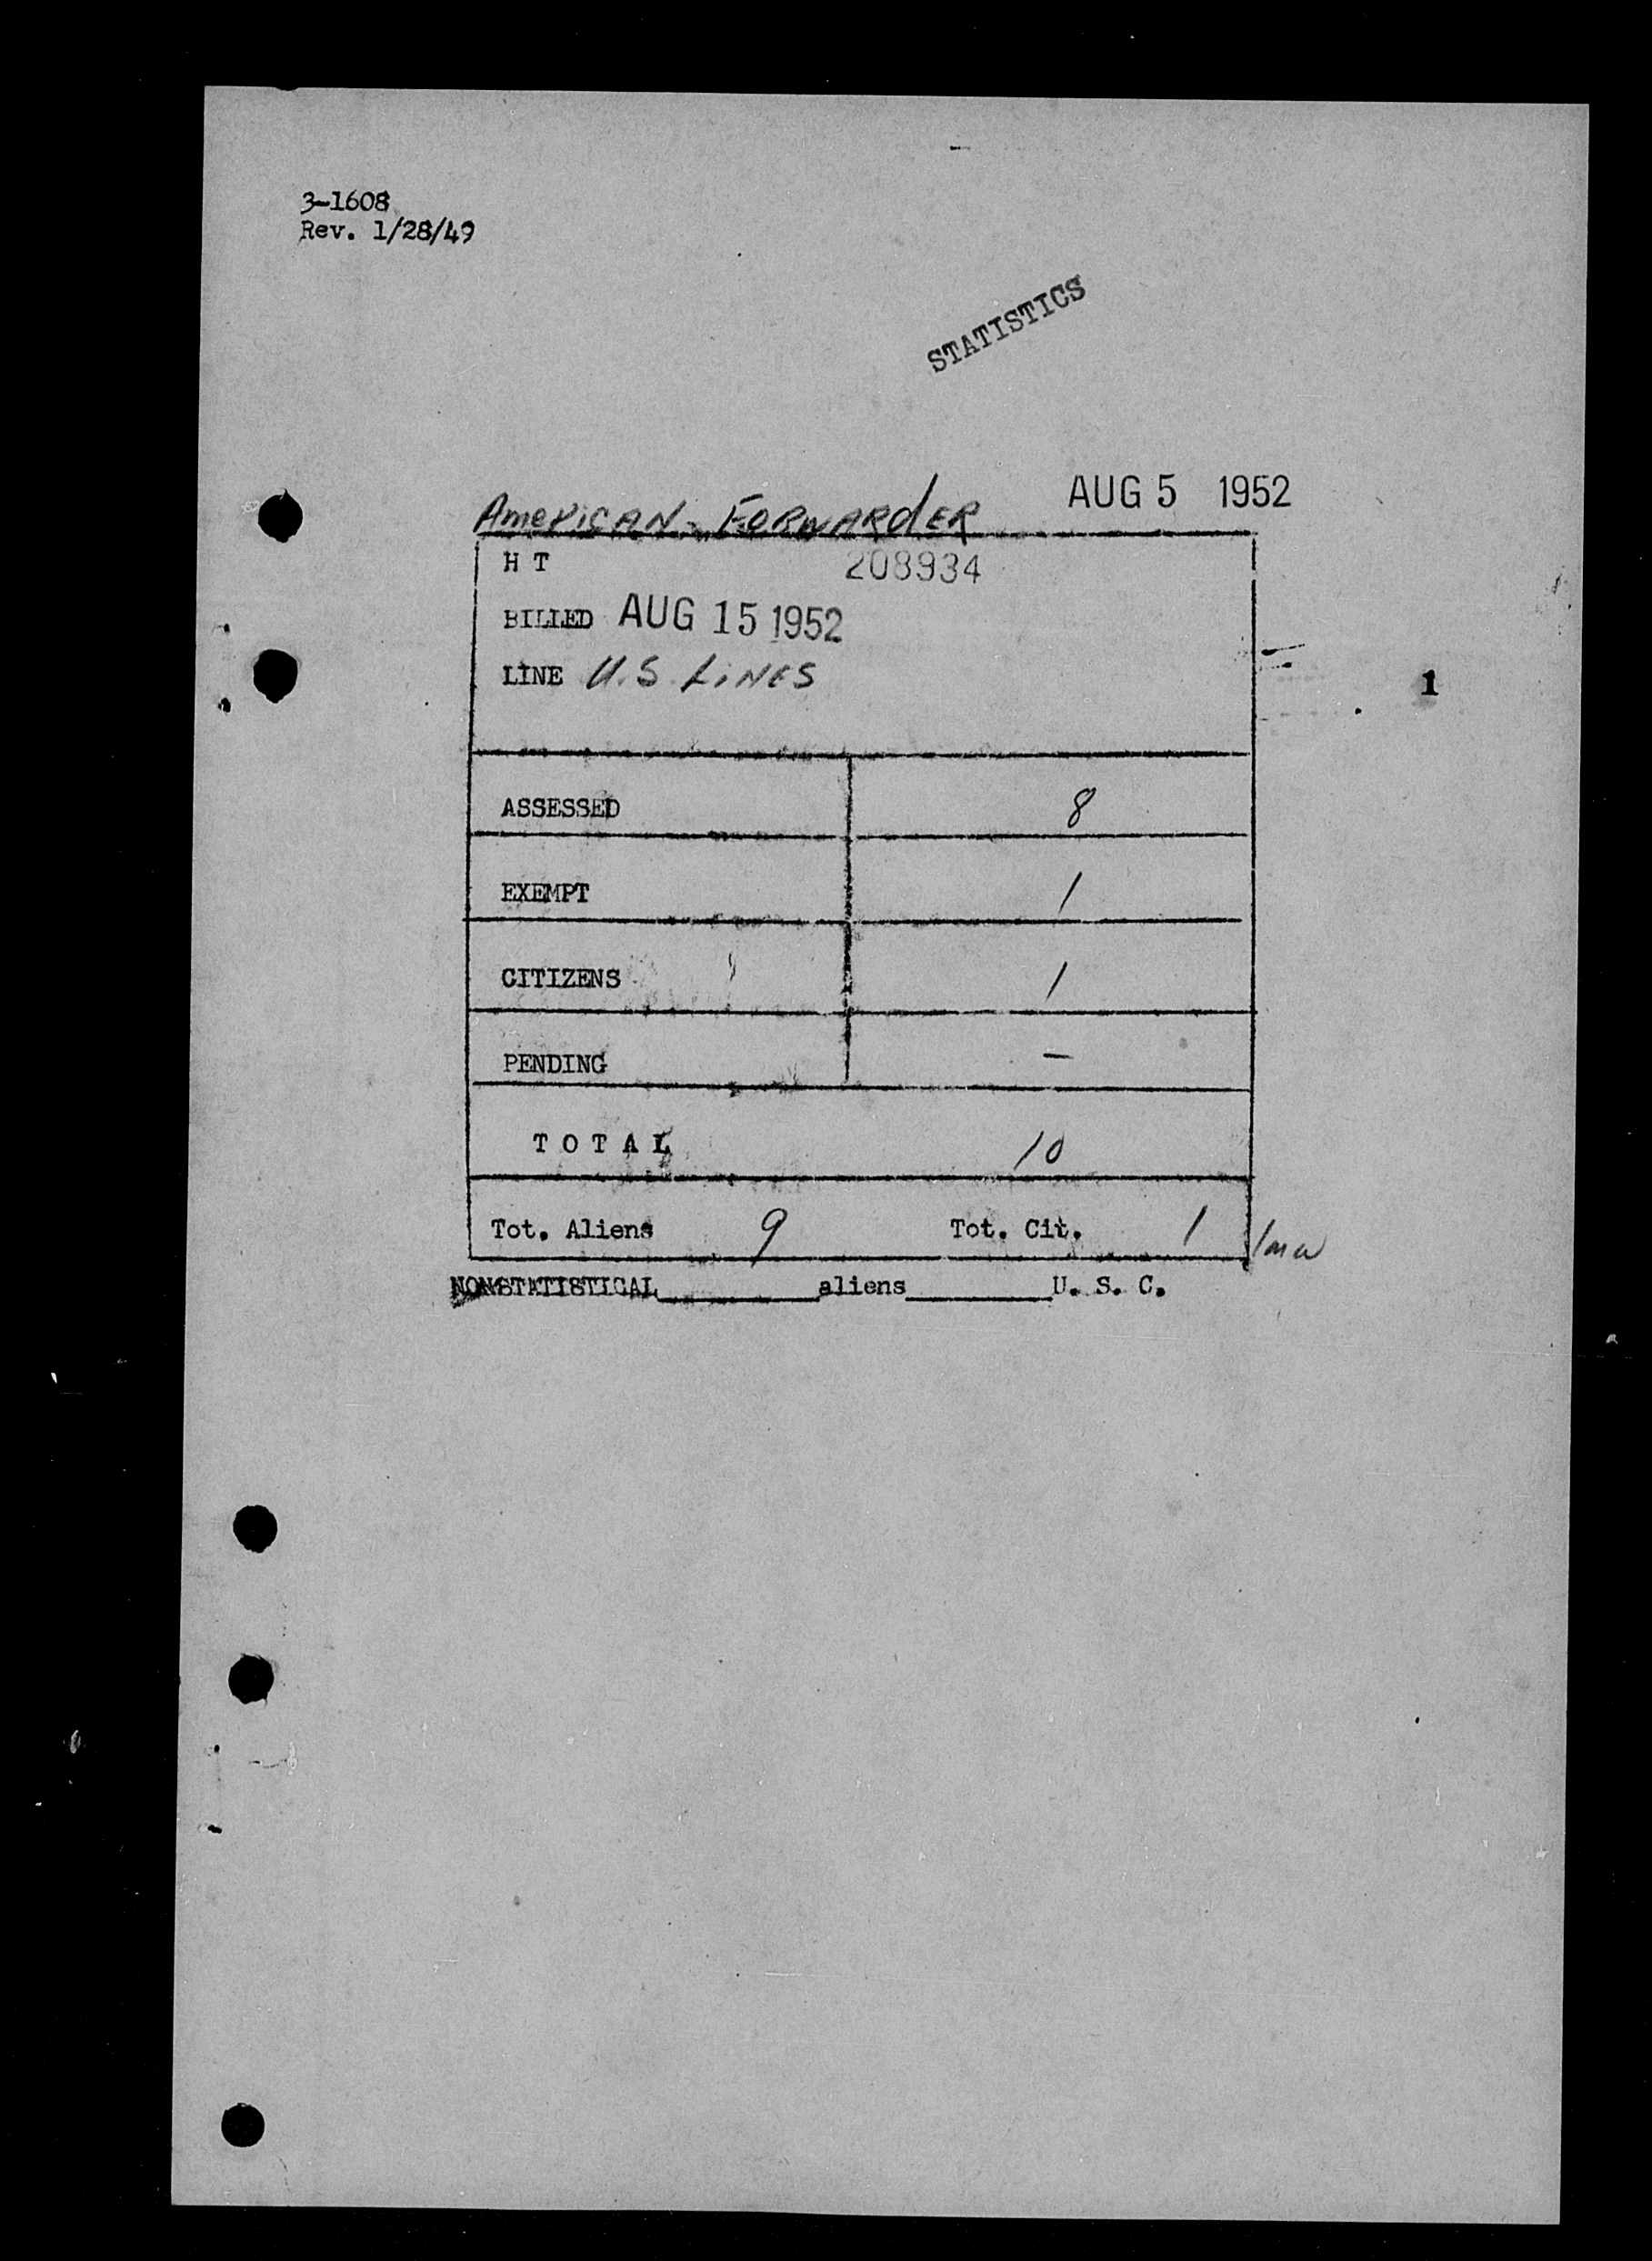 3-1608
Rev. 1/28/49
STATISTICS
AmeriCAN FORWARdER AUG 5 1952
H T 208934
BILLED AUG 15 1952
LINE U.S LiNES
1
ASSESSED 8
EXEMPT 1
CITIZENS 1
PENDING -
T O T A L 10
Tot. Aliens 9 Tot. Cit. 1
NONSTATISTICAL aliens U. S. C.